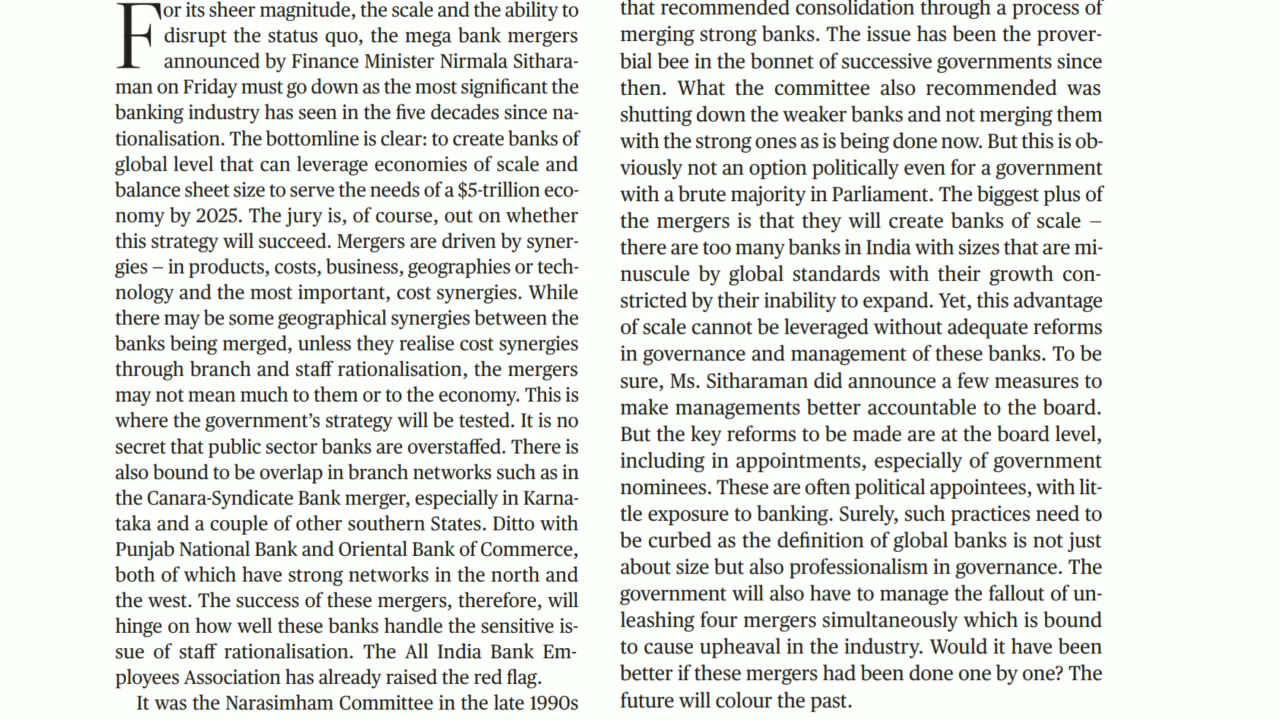 For its sheer magnitude, the scale and the ability to
disrupt the status quo, the mega bank mergers
announced by Finance Minister Nirmala Sithara-
man on Friday must go down as the most significant the
banking industry has seen in the five decades since na-
tionalisation. The bottomline is clear: to create banks of
global level that can leverage economies of scale and
balance sheet size to serve the needs of a $5-trillion eco-
nomy by 2025. The jury is, of course, out on whether
this strategy will succeed. Mergers are driven by syner-
gies – in products, costs, business, geographies or tech-
nology and the most important, cost synergies. While
there may be some geographical synergies between the
banks being merged, unless they realise cost synergies
through branch and staff rationalisation, the mergers
may not mean much to them or to the economy. This is
where the government’s strategy will be tested. It is no
secret that public sector banks are overstaffed. There is
also bound to be overlap in branch networks such as in
the Canara-Syndicate Bank merger, especially in Karna-
taka and a couple of other southern States. Ditto with
Punjab National Bank and Oriental Bank of Commerce,
both of which have strong networks in the north and
the west. The success of these mergers, therefore, will
hinge on how well these banks handle the sensitive is-
sue of staff rationalisation. The All India Bank Em-
ployees Association has already raised the red flag.
It was the Narasimham Committee in the late 1990s
that recommended consolidation through a process of
merging strong banks. The issue has been the prover-
bial bee in the bonnet of successive governments since
then. What the committee also recommended was
shutting down the weaker banks and not merging them
with the strong ones as is being done now. But this is ob-
viously not an option politically even for a government
with a brute majority in Parliament. The biggest plus of
the mergers is that they will create banks of scale –
there are too many banks in India with sizes that are mi-
nuscule by global standards with their growth con-
stricted by their inability to expand. Yet, this advantage
of scale cannot be leveraged without adequate reforms
in governance and management of these banks. To be
sure, Ms. Sitharaman did announce a few measures to
make managements better accountable to the board.
But the key reforms to be made are at the board level,
including in appointments, especially of government
nominees. These are often political appointees, with lit-
tle exposure to banking. Surely, such practices need to
be curbed as the definition of global banks is not just
about size but also professionalism in governance. The
government will also have to manage the fallout of un-
leashing four mergers simultaneously which is bound
to cause upheaval in the industry. Would it have been
better if these mergers had been done one by one? The
future will colour the past.